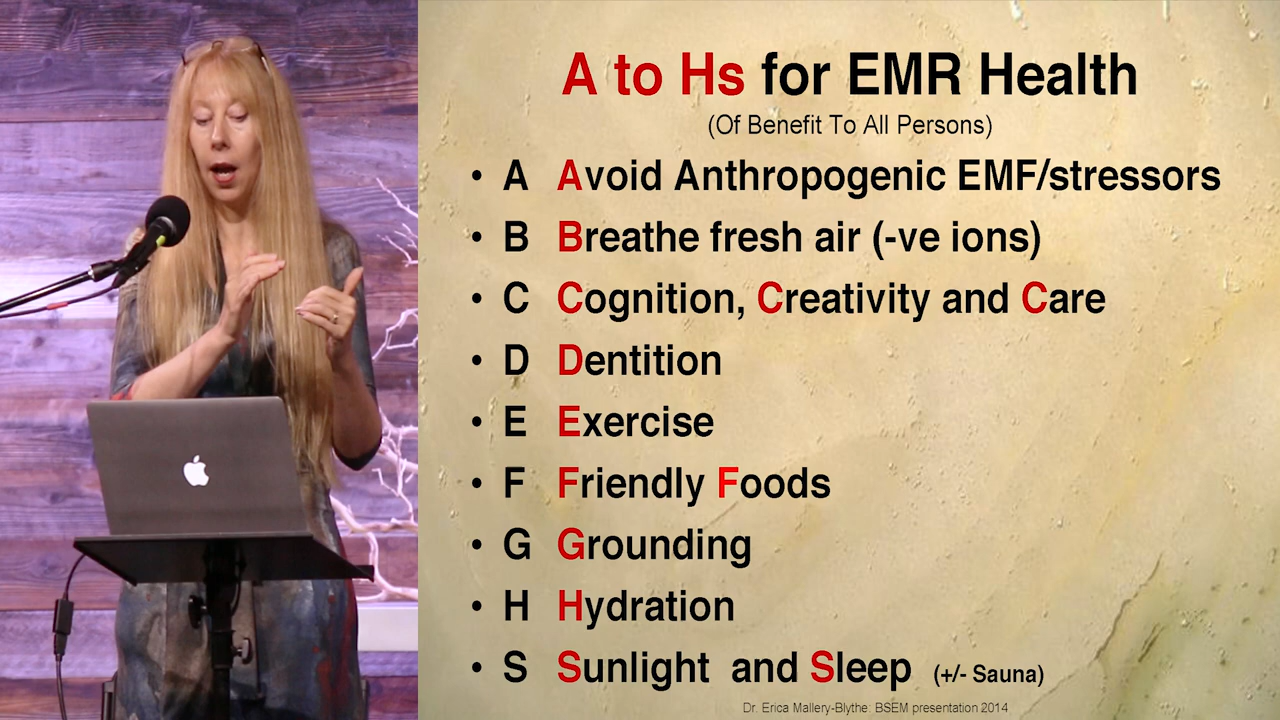 A to Hs for EMR Health
(Of Benefit To All Persons)
• A Avoid Anthropogenic EMF/stressors
• B Breathe fresh air (-ve ions)
• C Cognition, Creativity and Care
• D Dentition
• E Exercise
• F Friendly Foods
• G Grounding
• H Hydration
• S Sunlight and Sleep (+/- Sauna)
Dr. Erica Mallery-Blythe: BSEM presentation 2014